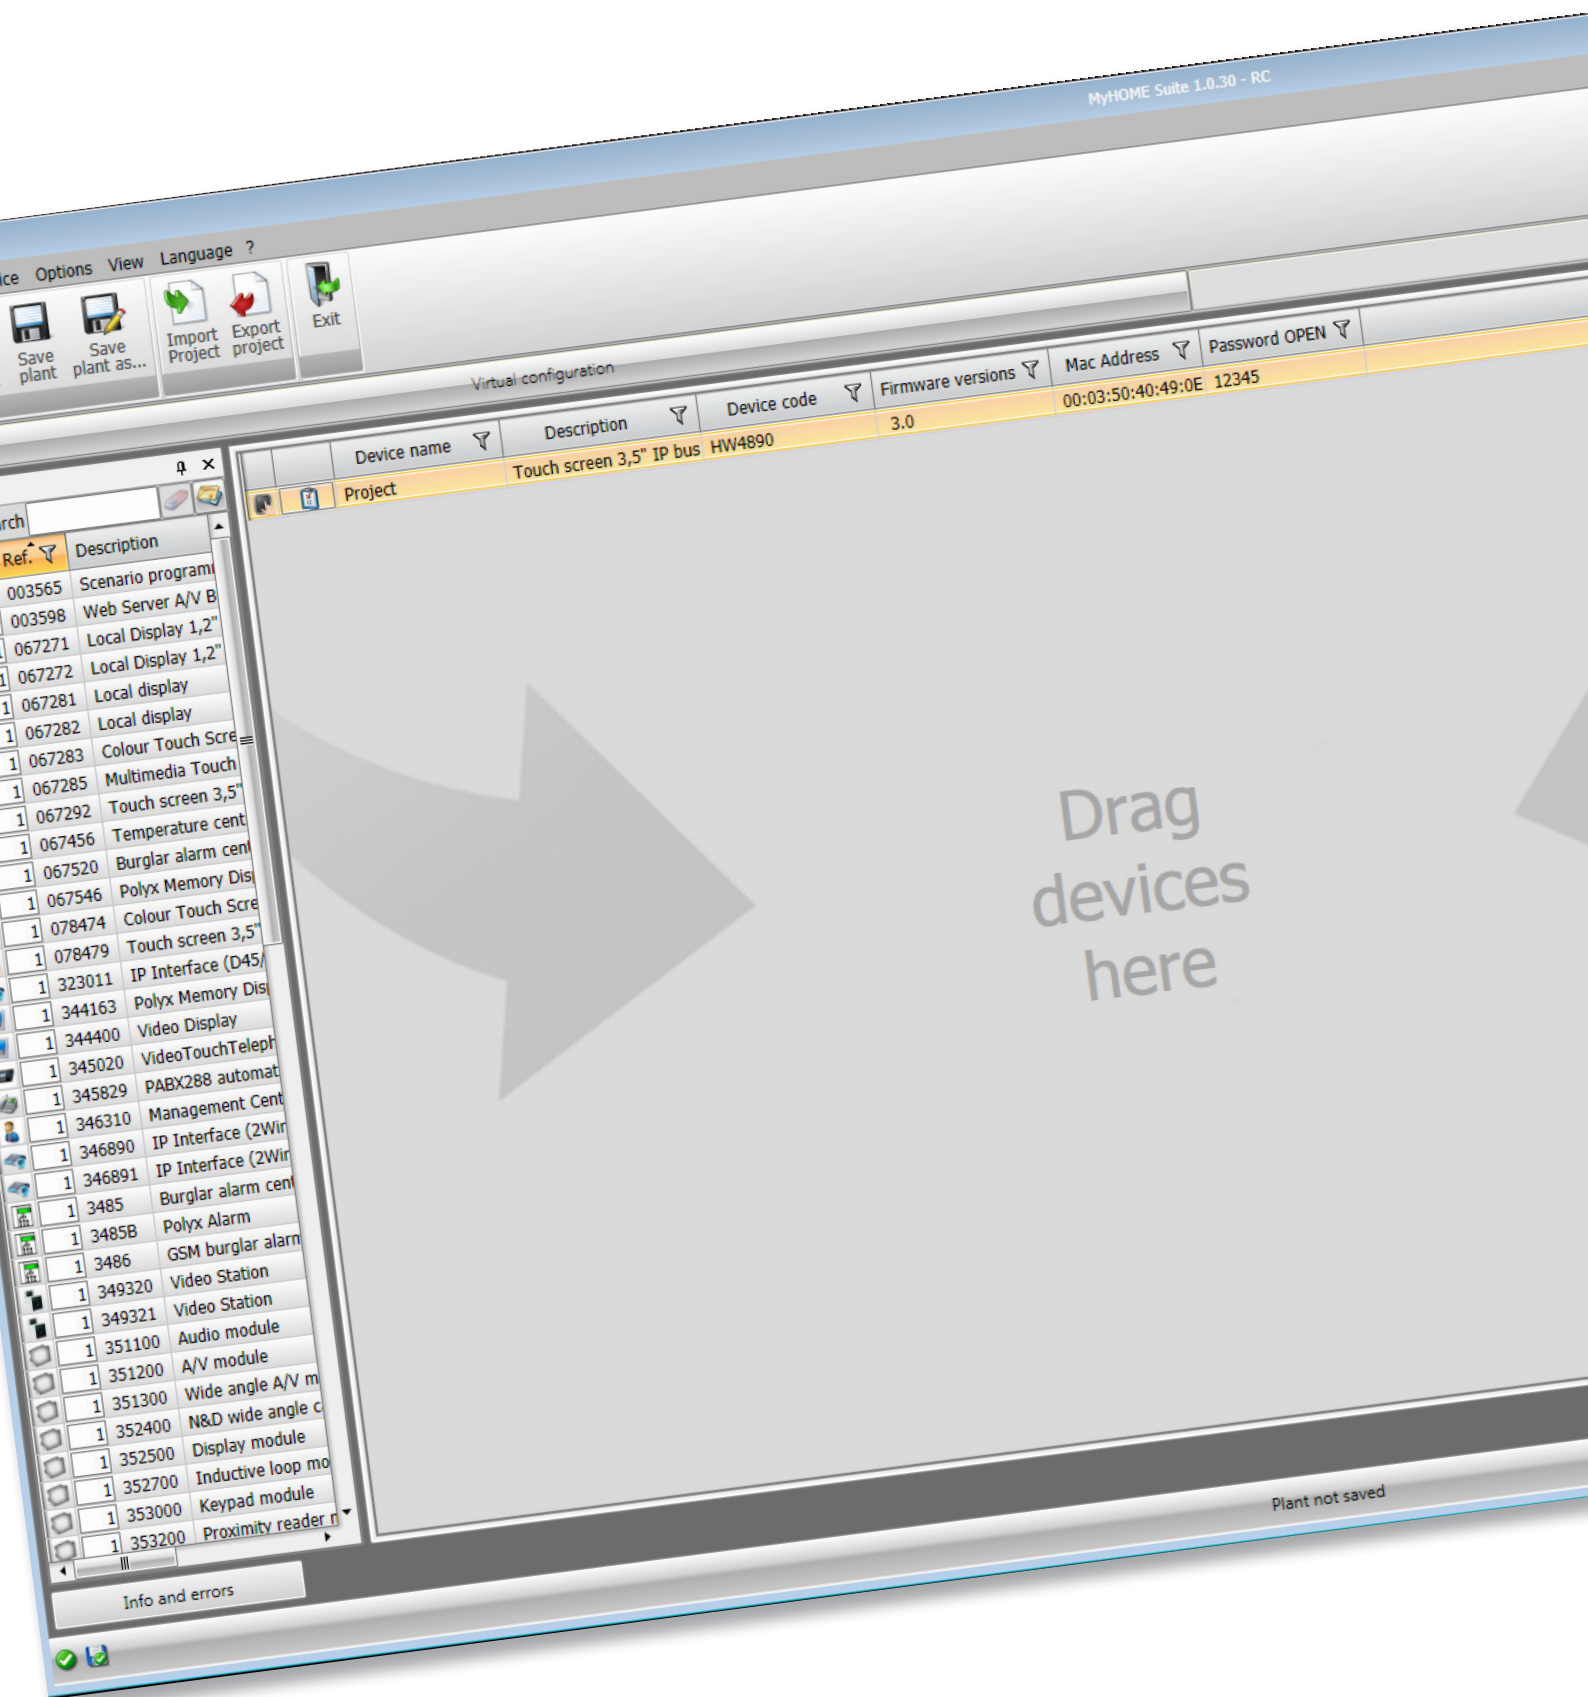 MyHOME Suite 1.0.30 - RC
Options View Language ?
Save plant
Save plant as...
Import Project
Export project
Exit
Virtual configuration
Device name Description Device code Firmware versions Mac Address Password OPEN
Project Touch screen 3,5" IP bus HW4890 3.0 00:03:50:40:49:0E 12345
Ref. Description
003565 Scenario
003598 Web Server A/V B
067271 Local Display 1,2"
1 067272 Local Display 1,2"
1 067281 Local display
1 067282 Local display
1 067283 Colour Touch Scre
1 067285 Multimedia Touch
1 067292 Touch screen 3,5"
1 067456 Temperature cent
1 067520 Burglar alarm cent
1 067546 Polyx Memory Dis
1 078474 Colour Touch Scre
1 078479 Touch screen 3,5"
1 323011 IP Interface (D45/
1 344163 Polyx Memory Dis
1 344400 Video Display
1 345020 VideoTouchTeleph
1 345829 PABX288 automat
1 346310 Management Cent
1 346890 IP Interface (2Wir
1 346891 IP Interface (2Wir
1 3485 Burglar alarm cent
1 3485B Polyx Alarm
1 3486 GSM burglar alarm
1 349320 Video Station
1 349321 Video Station
1 351100 Audio module
1 351200 A/V module
1 351300 Wide angle A/V m
1 352400 N&D wide angle c
1 352500 Display module
1 352700 Inductive loop mo
1 353000 Keypad module
1 353200 Proximity reader
Drag
devices
here
Plant not saved
Info and errors